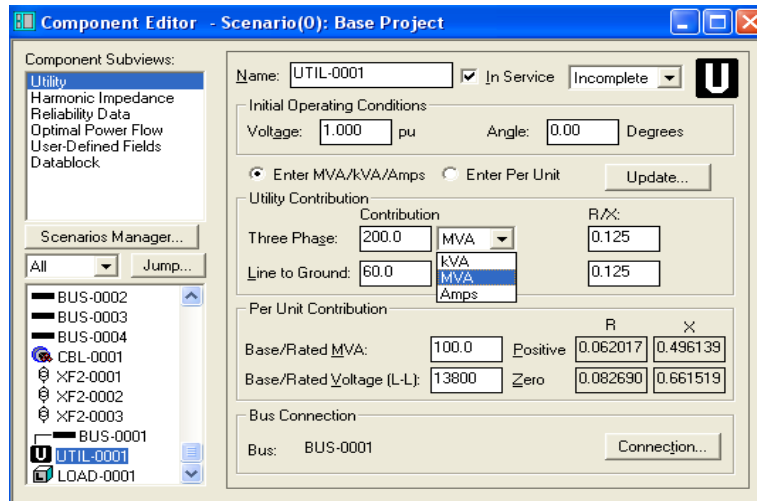 Component Editor - Scenario(0): Base Project
Component Subviews:
Utility
Harmonic Impedance
Reliability Data
Optimal Power Flow
User-Defined Fields
Datablock
Scenarios Manager...
All Jump...
BUS-0002
BUS-0003
BUS-0004
CBL-0001
XF2-0001
XF2-0002
XF2-0003
BUS-0001
U UTIL-0001
LOAD-0001
Name: UTIL-0001 In Service Incomplete U
Initial Operating Conditions
Voltage: 1.000 pu Angle: 0.00 Degrees
Enter MVA/kVA/Amps Enter Per Unit Update...
Utility Contribution
Contribution R/X:
Three Phase: 200.0 MVA 0.125
kVA
Line to Ground: 60.0 MVA 0.125
Amps
Per Unit Contribution
R X
Base/Rated MVA: 100.0 Positive 0.062017 0.496139
Base/Rated Voltage (L-L): 13800 Zero 0.082690 0.661519
Bus Connection
Bus: BUS-0001 Connection...